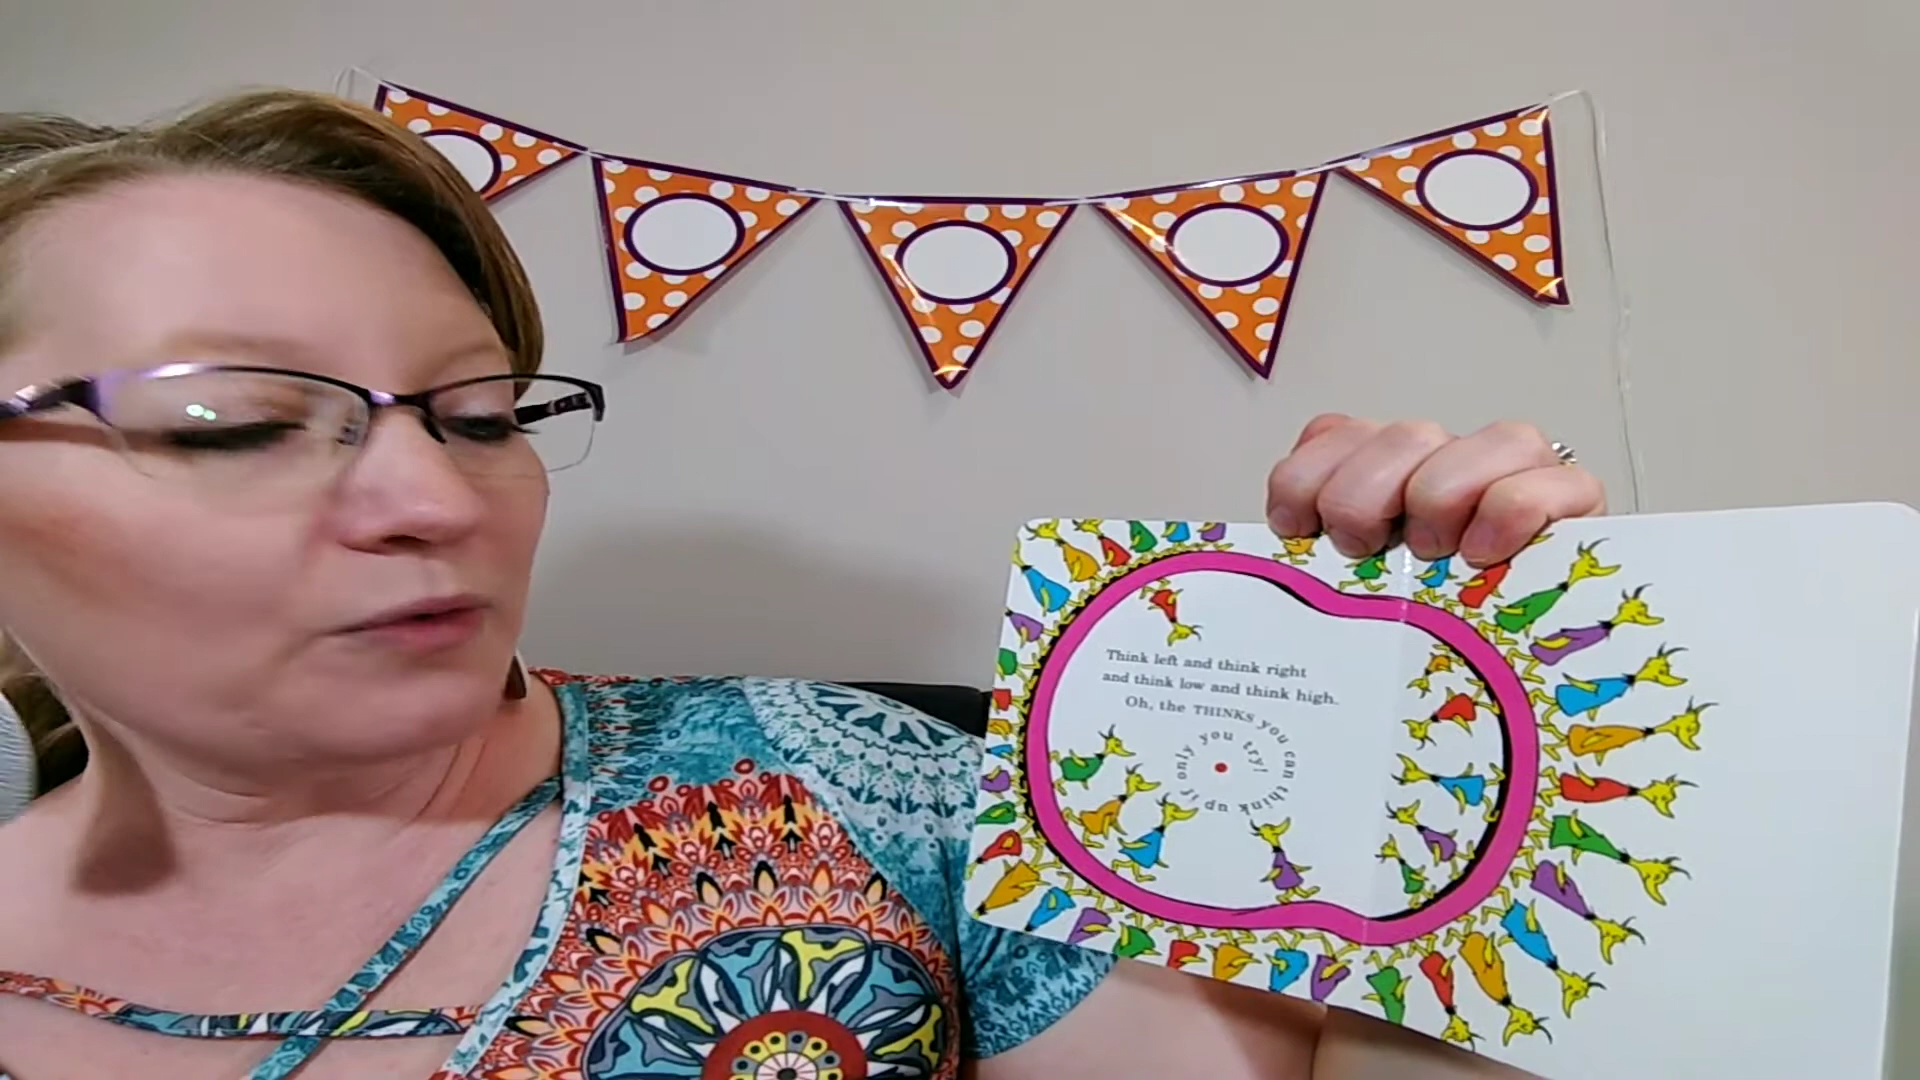 Think left and think right
and think low and think high.
Oh, the THINKS you can think up if only you try!